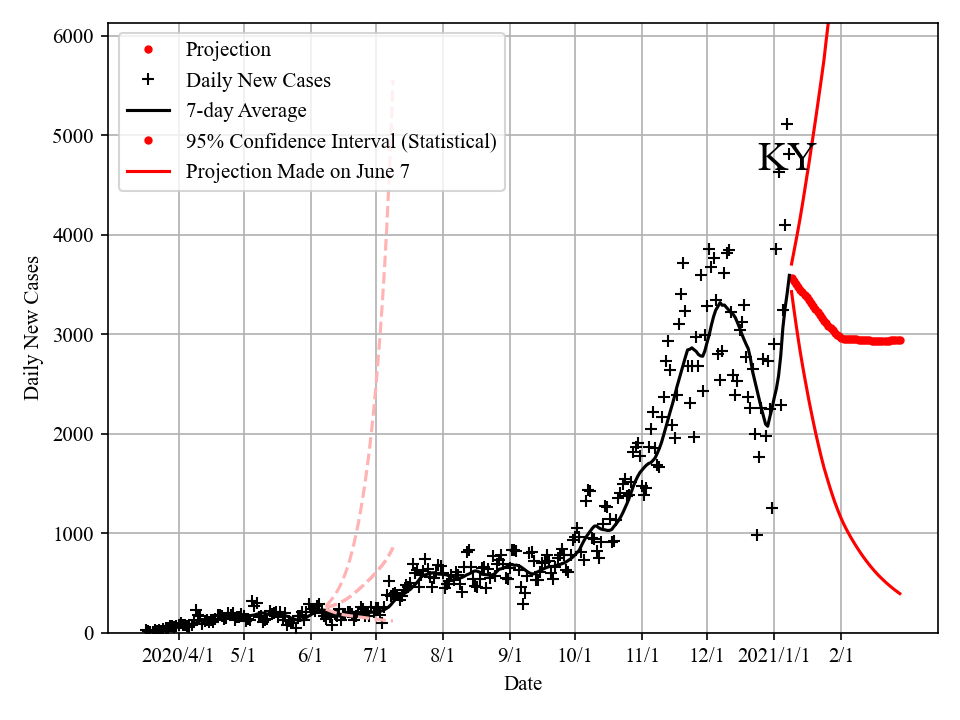 6000
5000
4000
3000
2000
1000
0
Daily New Cases
Projection
Daily New Cases
7-day Average
95% Confidence Interval (Statistical)
Projection Made on June 7
KY
2020/4/1 5/1 6/1 7/1 8/1 9/1 10/1 11/1 12/1 2021/1/1 2/1
Date